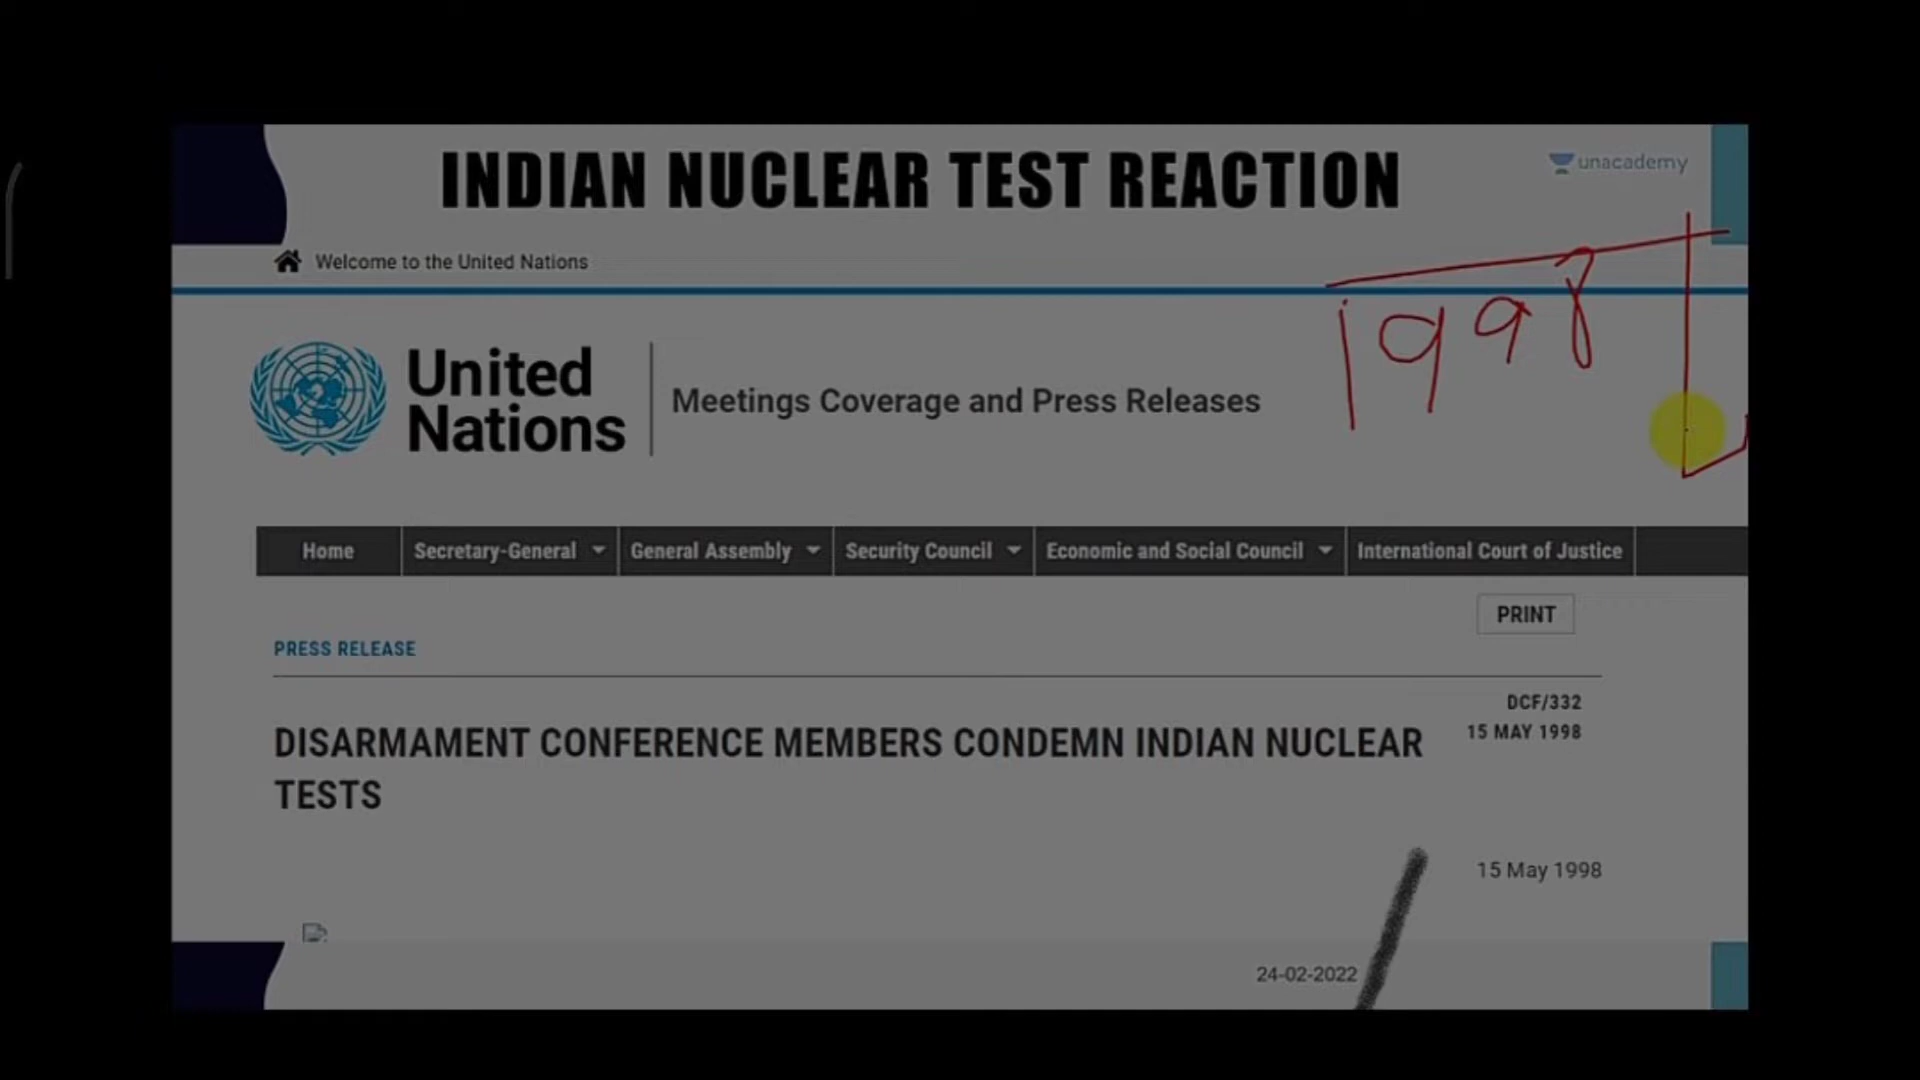 INDIAN NUCLEAR TEST REACTION
unacademy
Welcome to the United Nations
1998
United
Nations
Meetings Coverage and Press Releases
Home Secretary-General General Assembly Security Council Economic and Social Council International Court of Justice
PRINT
PRESS RELEASE
DCF/332
15 MAY 1998
DISARMAMENT CONFERENCE MEMBERS CONDEMN INDIAN NUCLEAR
TESTS
15 May 1998
24-02-2022